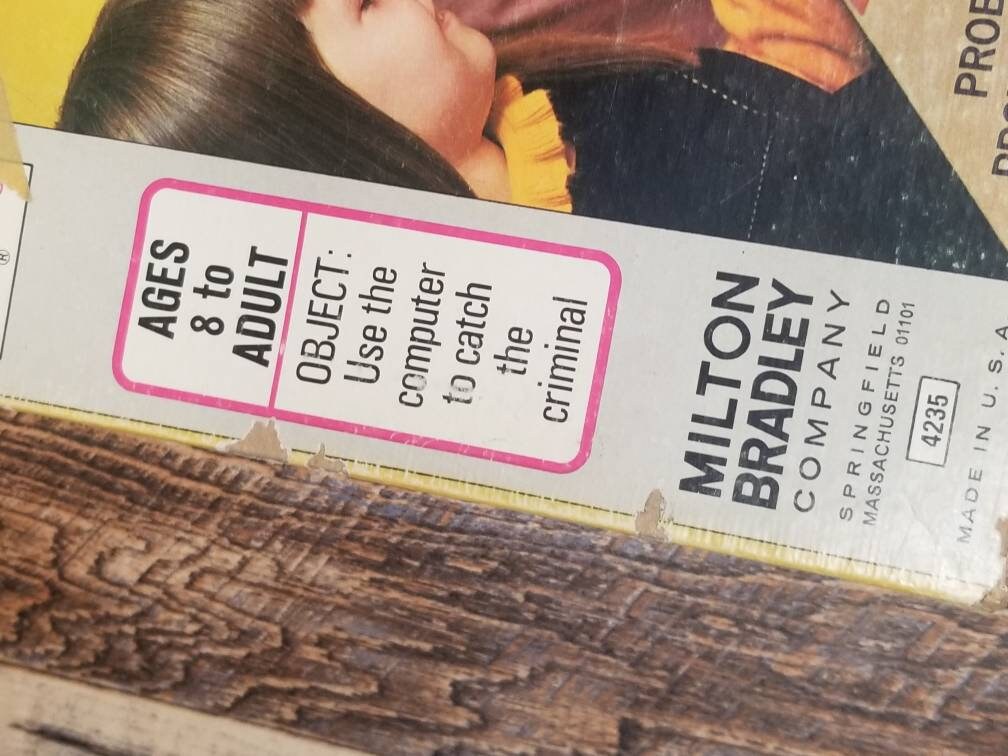 AGES
8 to
ADULT
OBJECT:
Use the
computer
to catch
the
criminal
MILTON
BRADLEY
COMPANY
SPRINGFIELD
MASSACHUSETTS 01101
4235
MADE IN U. S. A
®